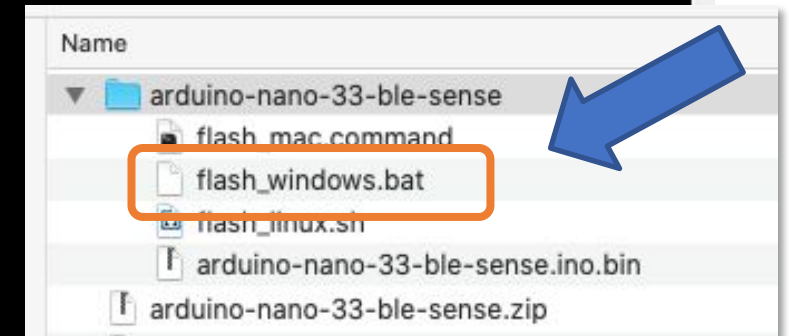 Name
arduino-nano-33-ble-sense
flash_mac.command
flash_windows.bat
flash_linux.sh
arduino-nano-33-ble-sense.ino.bin
arduino-nano-33-ble-sense.zip